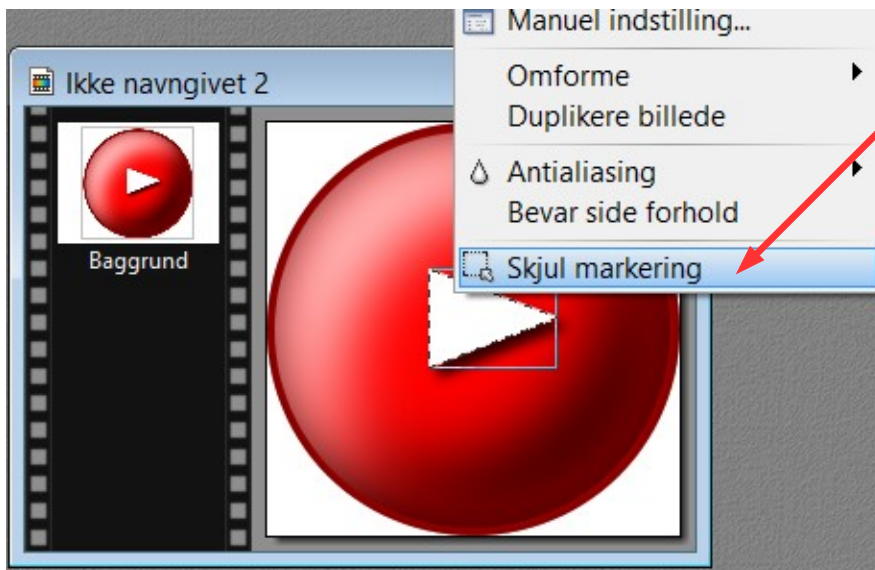 Manuel indstilling...
Ikke navngivet 2
Omforme
Duplikere billede
Antialiasing
Bevar side forhold
Baggrund
Skjul markering